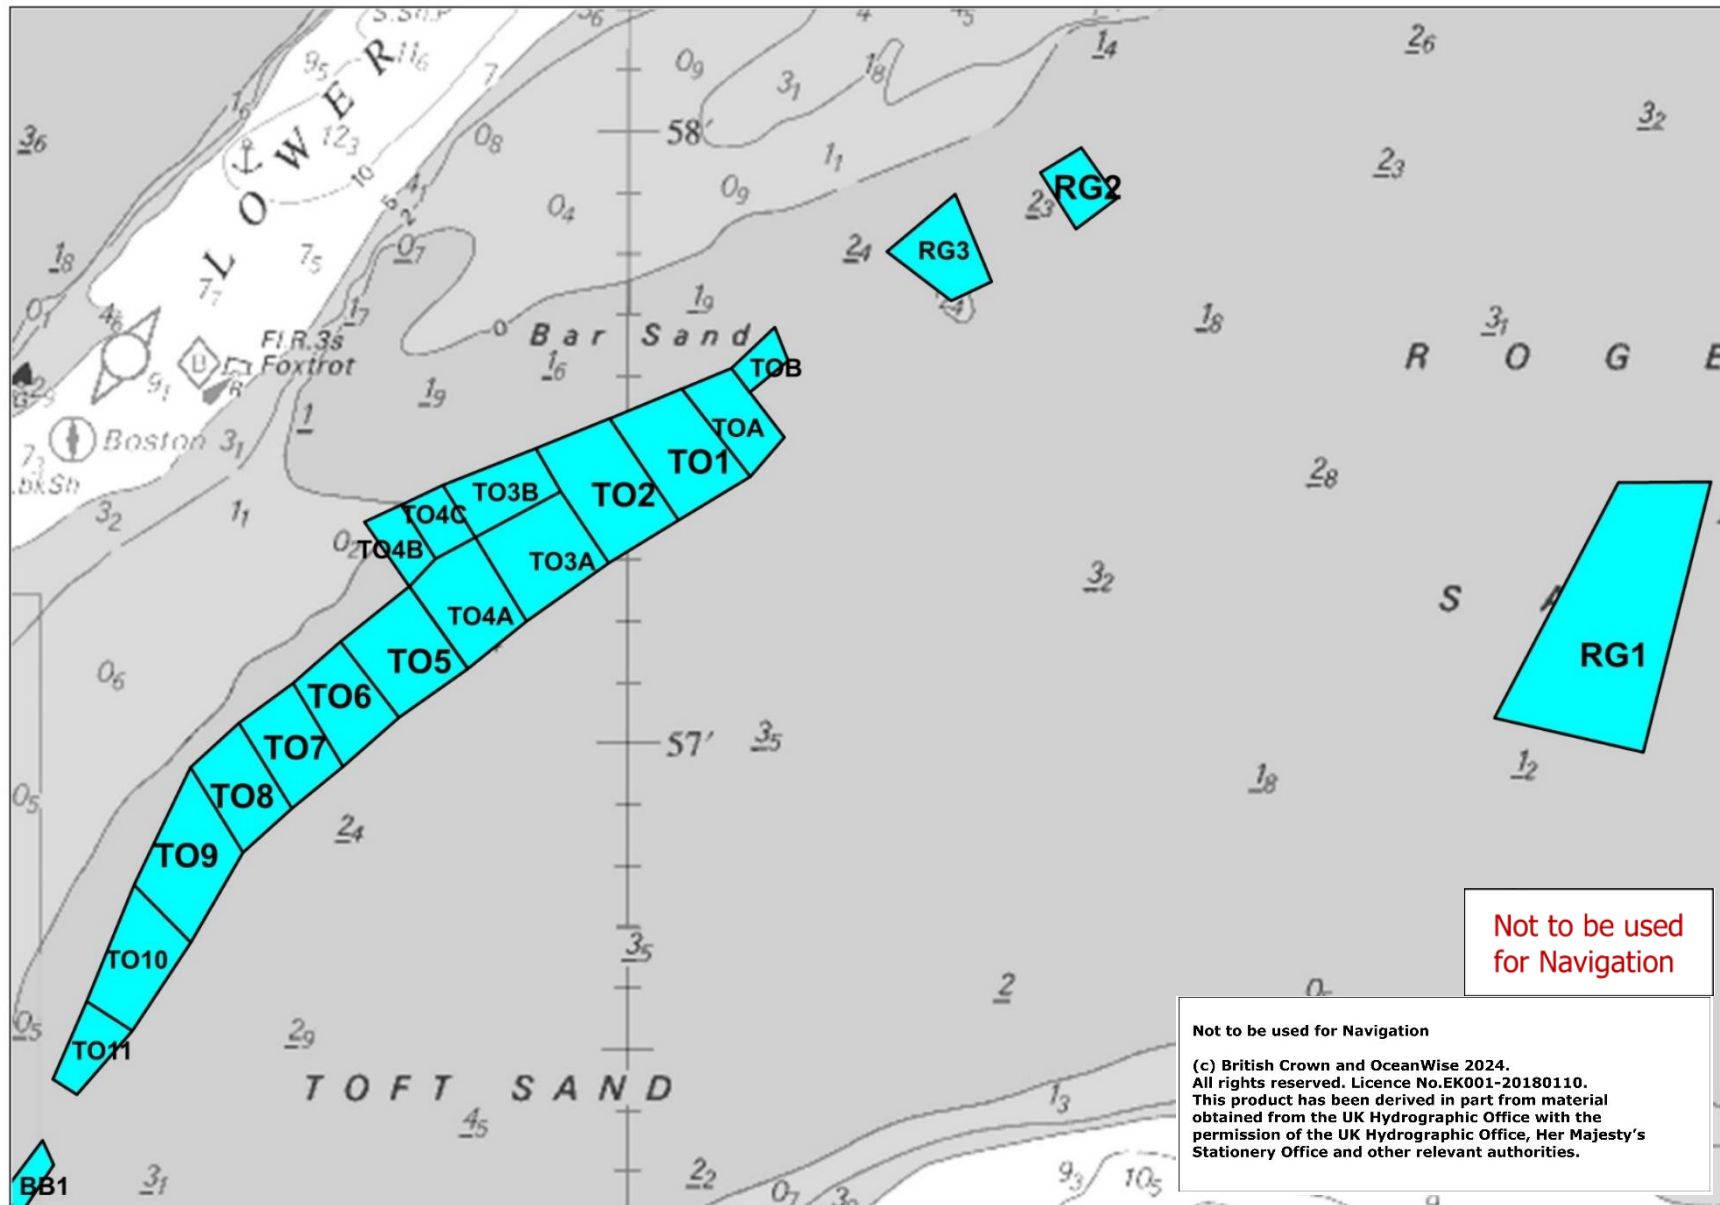 LOWER
58′
RG2
RG3
Bar Sand
Fl.R.3s
Foxtrot
B
R
G
Boston
TOB
TOA
TO1
TO2
TO3B
TO3A
TO4C
TO4B
TO4A
TO5
TO6
TO7
TO8
TO9
TO10
TO11
57′
ROGE
SA
RG1
TOFT SAND
BB1
Not to be used
for Navigation
Not to be used for Navigation
(c) British Crown and OceanWise 2024.
All rights reserved. Licence No.EK001-20180110.
This product has been derived in part from material
obtained from the UK Hydrographic Office with the
permission of the UK Hydrographic Office, Her Majesty's
Stationery Office and other relevant authorities.